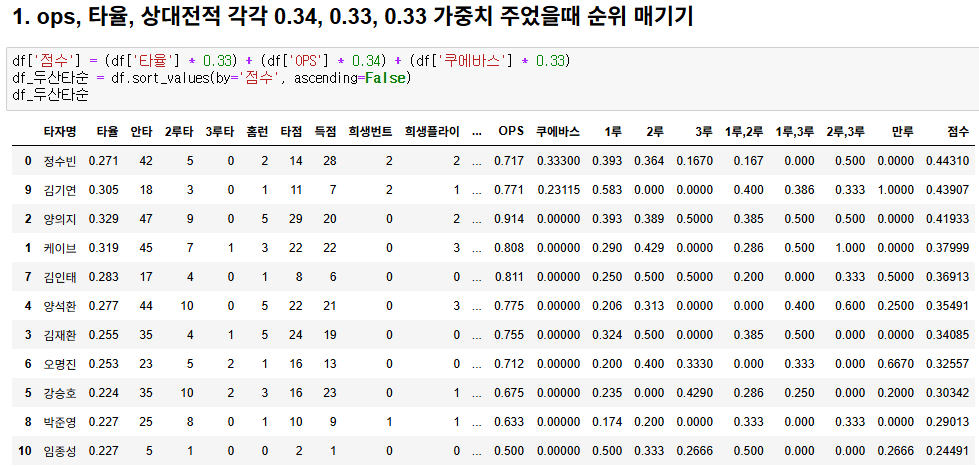 1. ops, 타율, 상대전적 각각 0.34, 0.33, 0.33 가중치 주었을때 순위 매기기
df['점수'] = (df['타율'] * 0.33) + (df['OPS'] * 0.34) + (df['쿠에바스'] * 0.33)
df_두산타순 = df.sort_values(by='점수', ascending=False)
df_두산타순
타자명 타율 안타 2루타 3루타 홈런 타점 득점 희생번트 희생플라이 ... OPS 쿠에바스 1루 2루 3루 1루,2루 1루,3루 2루,3루 만루 점수
0 정수빈 0.271 42 5 0 2 14 28 2 2 ... 0.717 0.33300 0.393 0.364 0.1670 0.167 0.000 0.500 0.0000 0.44310
9 김기연 0.305 18 3 0 1 11 7 2 1 ... 0.771 0.23115 0.583 0.000 0.0000 0.400 0.386 0.333 1.0000 0.43907
2 양의지 0.329 47 9 0 5 29 20 0 2 ... 0.914 0.00000 0.393 0.389 0.5000 0.385 0.500 0.500 0.0000 0.41933
1 케이브 0.319 45 7 1 3 22 22 0 3 ... 0.808 0.00000 0.290 0.429 0.0000 0.286 0.500 1.000 0.0000 0.37999
7 김인태 0.283 17 4 0 1 8 6 0 0 ... 0.811 0.00000 0.250 0.500 0.5000 0.200 0.000 0.333 0.5000 0.36913
4 양석환 0.277 44 10 0 5 22 21 0 3 ... 0.775 0.00000 0.206 0.313 0.0000 0.000 0.400 0.600 0.2500 0.35491
3 김재환 0.255 35 4 1 5 24 19 0 0 ... 0.755 0.00000 0.324 0.500 0.0000 0.385 0.500 0.000 0.0000 0.34085
6 오명진 0.253 23 5 2 1 16 13 0 0 ... 0.712 0.00000 0.200 0.400 0.3330 0.000 0.333 0.000 0.6670 0.32557
5 강승호 0.224 35 10 2 3 16 23 0 1 ... 0.675 0.00000 0.235 0.000 0.4290 0.286 0.250 0.000 0.2000 0.30342
8 박준영 0.227 25 8 0 1 10 9 1 1 ... 0.633 0.00000 0.174 0.200 0.0000 0.333 0.000 0.333 0.0000 0.29013
10 임종성 0.227 5 1 0 0 2 1 0 0 ... 0.500 0.00000 0.500 0.333 0.2666 0.500 0.000 0.000 0.2666 0.24491